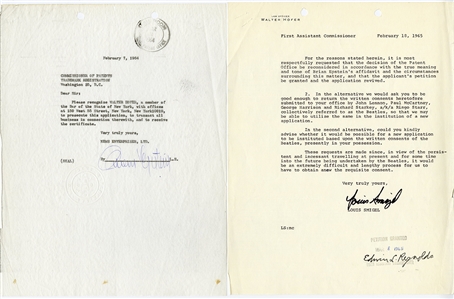 February 7, 1964
COMMISSIONER OF PATENTS
TRADEMARK REGISTRATION
Washington 25, D.C.
Dear Sir:
Please recognize WALTER HOFER, a member of
the Bar of the State of New York, with offices
at 130 West 55 Street, New York, New York,
to prosecute this application, to transact all
business in connection therewith, and to receive
the certificate.
Very truly yours,
NEMS ENTERPRISES, LTD.
(SEAL)
By
LAW OFFICES
WALTER HOFER
First Assistant Commissioner February 10, 1965
For the reasons stated herein, it is most
respectfully requested that the decision of the Patent
Office be reconsidered in accordance with the true meaning
and tone of Brian Epstein's affidavit and the circumstances
surrounding this matter, and that the applicant's petition
be granted and the application revived.
In the alternative we would ask you to be
good enough to return the written consents heretofore
submitted to your office by John Lennon, Paul McCartney,
George Harrison and Richard Starkey, a/k/a Ringo Starr,
collectively referred to as the Beatles, so that we may
be able to utilize the same in the institution of a new
application.
In the second alternative, could you kindly
advise whether it would be possible for a new application
to be instituted based upon the written consents of the
Beatles, presently in your possession.
These requests are made since, in view of the persis-
tent and incessant travelling at present and for some time
into the future being undertaken by the Beatles, it would
be an extremely difficult and lengthy process for us to
have to obtain anew the requisite consent.
Very truly yours,
Louis Smigel
LOUIS SMIGEL
LS:nc
Edwin L. Reynolds